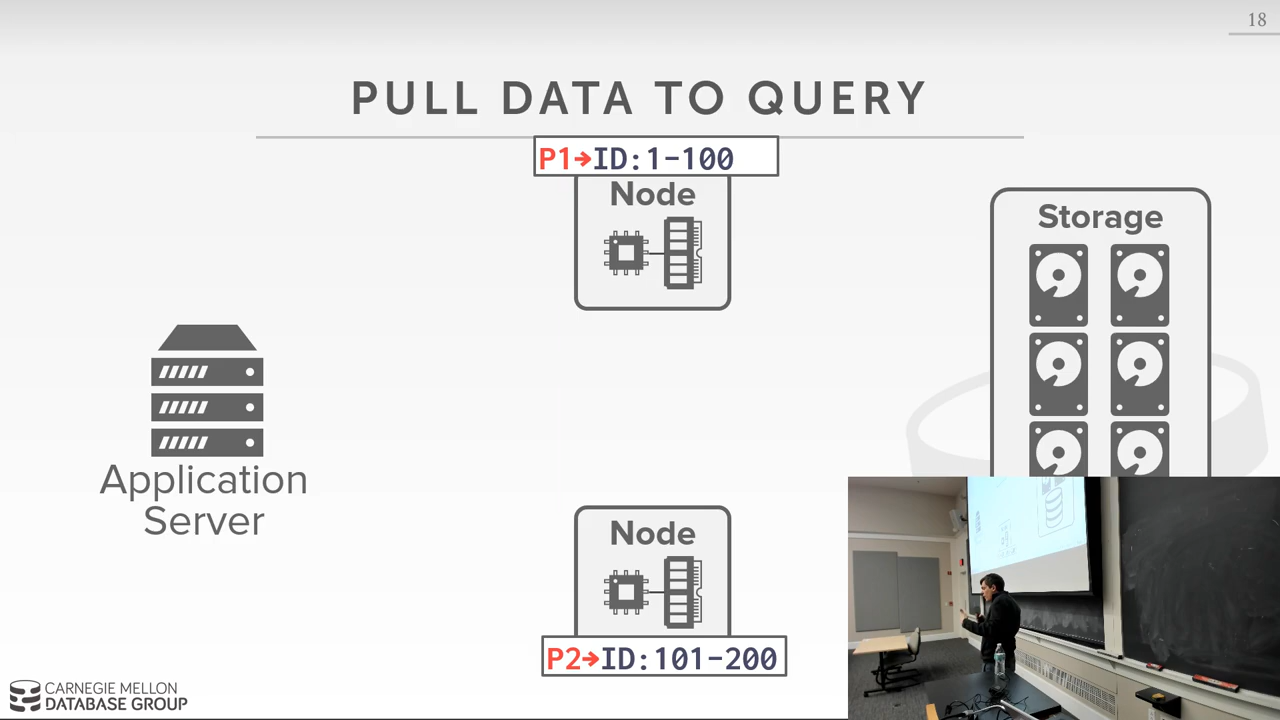 18
PULL DATA TO QUERY
P1→ID:1-100
Node
Storage
Application
Server
Node
P2→ID:101-200
CARNEGIE MELLON
DATABASE GROUP